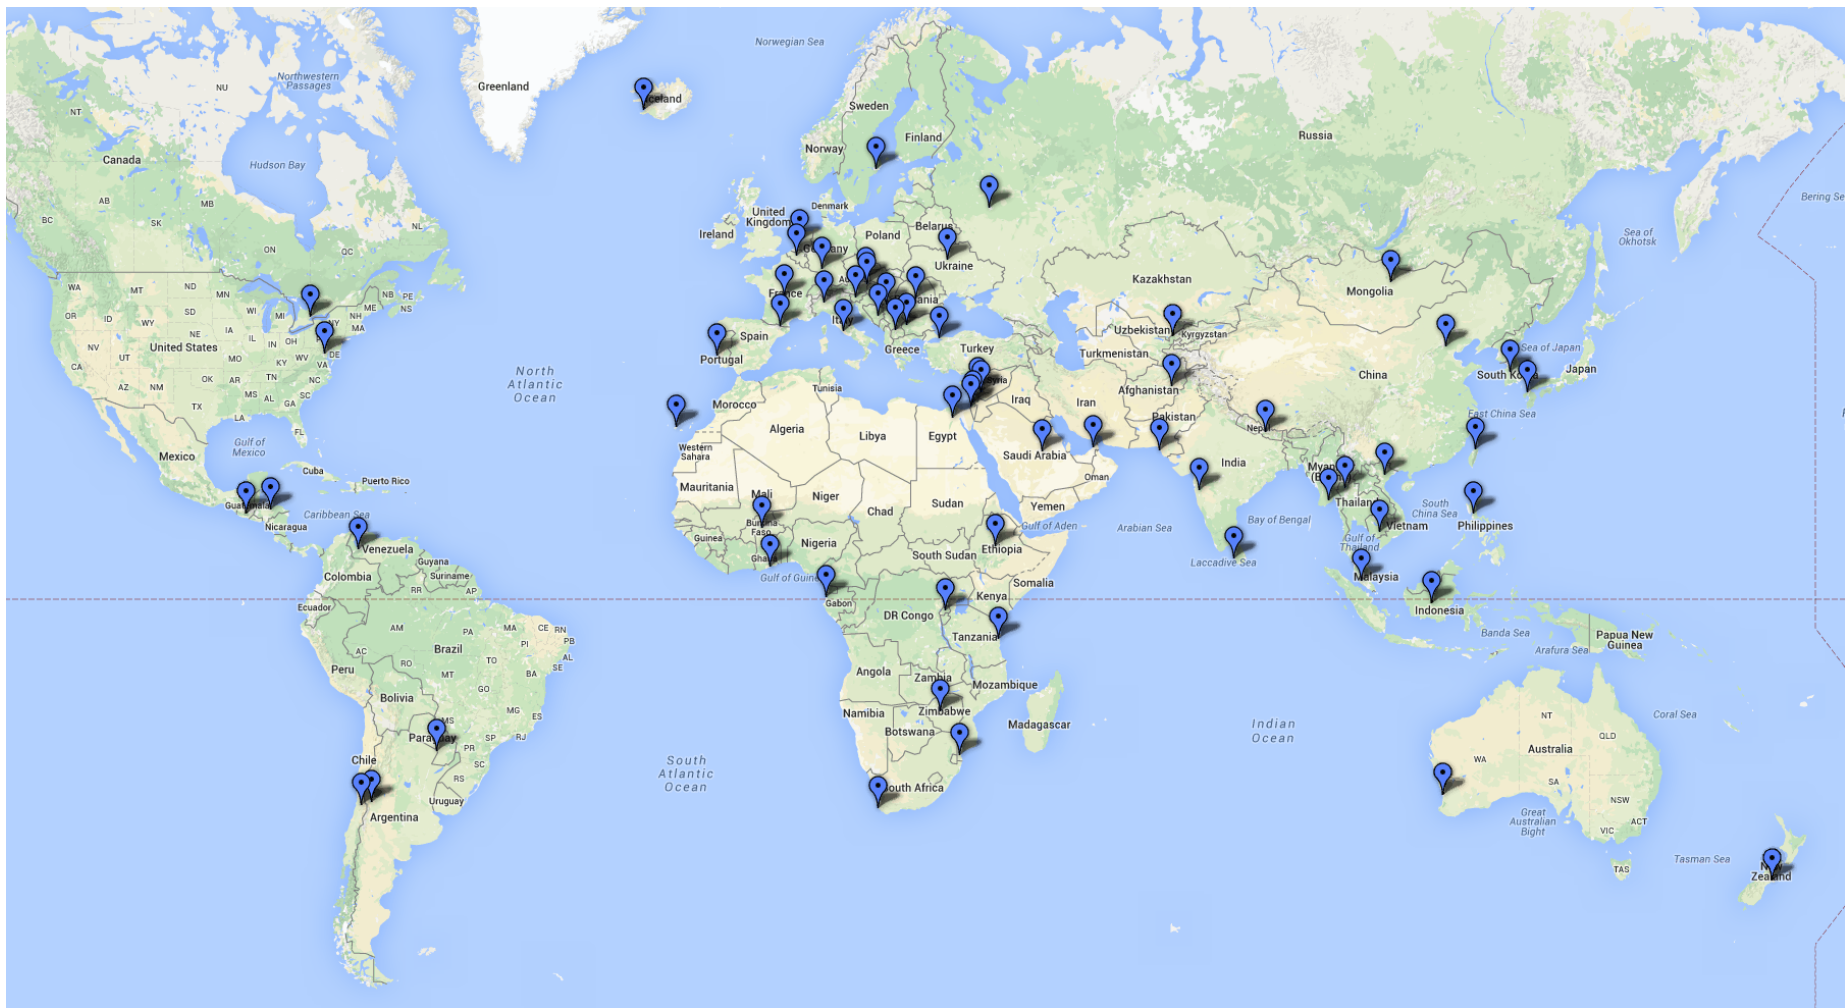 Norwegian Sea
Greenland
Northwestern
Passages
NU
NT
Iceland
Sweden
Finland
Norway
Russia
Canada
Hudson Bay
AB
MB
SK
BC
ON
QC
NL
Bering Se
Sea of
Okhotsk
United
Kingdom
Denmark
Ireland
Poland
Belarus
Germany
Ukraine
Kazakhstan
Mongolia
France
Italy
Spain
Portugal
Greece
Turkey
Uzbekistan
Kyrgyzstan
Turkmenistan
Afghanistan
China
Sea of Japan
South Korea
Japan
East China Sea
WA
MT
ND
MN
OR
ID
SD
WY
WI
MI
NB
PE
NS
NH
ME
NY
MA
NE
IA
IL
IN
OH
NV
United States
CO
WV
DE
MO
KS
KY
VA
CA
OK
AR
TN
NC
AZ
NM
MS
AL
SC
TX
GA
LA
FL
North
Atlantic
Ocean
Gulf of
Mexico
Mexico
Cuba
Puerto Rico
Guatemala
Caribbean Sea
Nicaragua
Venezuela
Guyana
Suriname
Colombia
RR
AP
Ecuador
AM
PA
MA
CE
RN
PB
PI
AL
SE
AC
Brazil
TO
RO
Peru
MT
BA
GO
Bolivia
MG
MS
ES
Paraguay
SP
RJ
PR
Chile
SC
RS
Uruguay
Argentina
South
Atlantic
Ocean
Tunisia
Morocco
Algeria
Libya
Egypt
Western
Sahara
Syria
Iraq
Iran
Pakistan
Nepal
Saudi Arabia
India
Oman
Mauritania
Mali
Niger
Chad
Sudan
Yemen
Gulf of Aden
Arabian Sea
Bay of Bengal
Burkina
Faso
Guinea
Nigeria
Ghana
South Sudan
Ethiopia
Somalia
Laccadive Sea
Gabon
DR Congo
Kenya
Tanzania
Angola
Zambia
Mozambique
Zimbabwe
Namibia
Botswana
Madagascar
South Africa
Indian
Ocean
Thailand
Vietnam
South
China Sea
Philippines
Gulf of
Thailand
Malaysia
Indonesia
Banda Sea
Papua New
Guinea
Arafura Sea
Coral Sea
NT
QLD
Australia
WA
SA
NSW
Great
Australian
Bight
ACT
VIC
TAS
Tasman Sea
New
Zealand